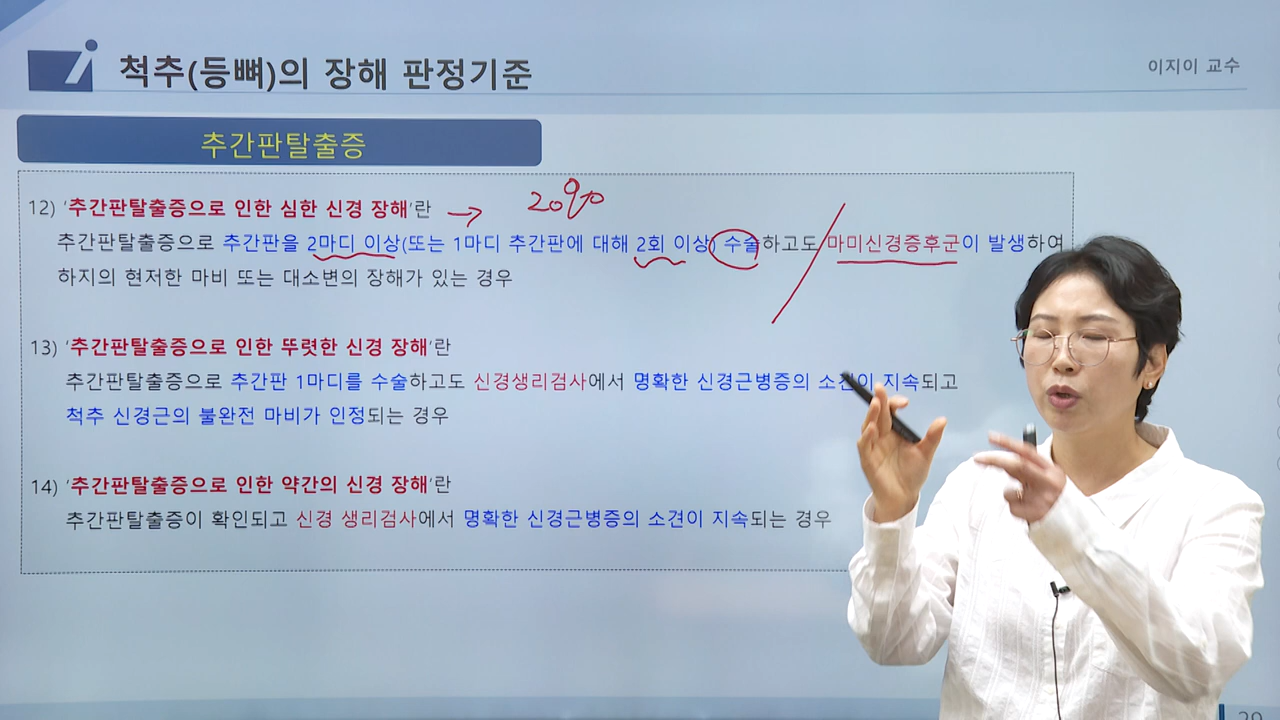 척추(등뼈)의 장해 판정기준
이지이 교수
추간판탈출증
20%
12) '추간판탈출증으로 인한 심한 신경 장해'란 →
추간판탈출증으로 추간판을 2마디 이상(또는 1마디 추간판에 대해 2회 이상) 수술하고도 마미신경증후군이 발생하여
하지의 현저한 마비 또는 대소변의 장해가 있는 경우
13) '추간판탈출증으로 인한 뚜렷한 신경 장해'란
추간판탈출증으로 추간판 1마디를 수술하고도 신경생리검사에서 명확한 신경근병증의 소견이 지속되고
척추 신경근의 불완전 마비가 인정되는 경우
14) '추간판탈출증으로 인한 약간의 신경 장해'란
추간판탈출증이 확인되고 신경 생리검사에서 명확한 신경근병증의 소견이 지속되는 경우